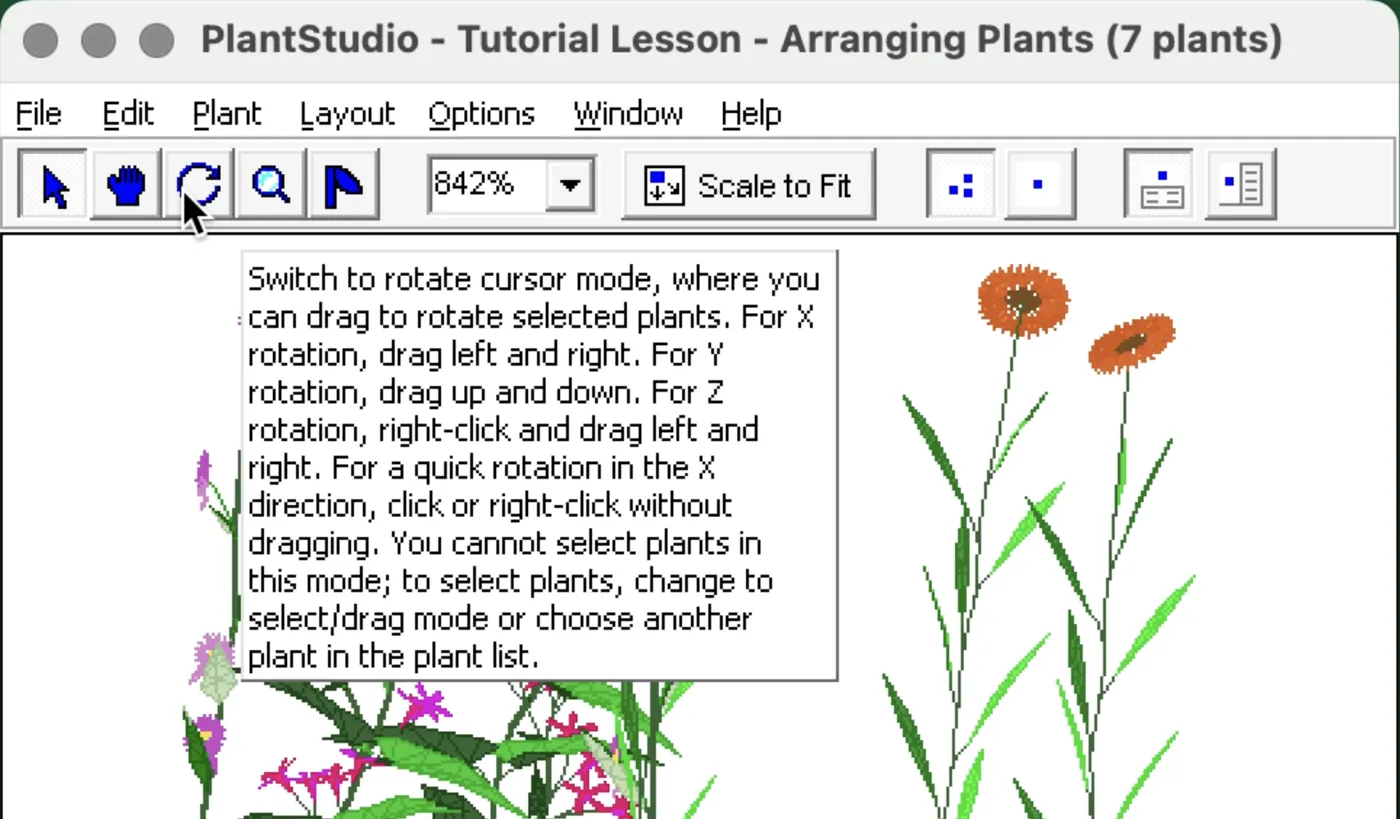 PlantStudio - Tutorial Lesson - Arranging Plants (7 plants)
File Edit Plant Layout Options Window Help
842% Scale to Fit
Switch to rotate cursor mode, where you
can drag to rotate selected plants. For X
rotation, drag left and right. For Y
rotation, drag up and down. For Z
rotation, right-click and drag left and
right. For a quick rotation in the X
direction, click or right-click without
dragging. You cannot select plants in
this mode; to select plants, change to
select/drag mode or choose another
plant in the plant list.